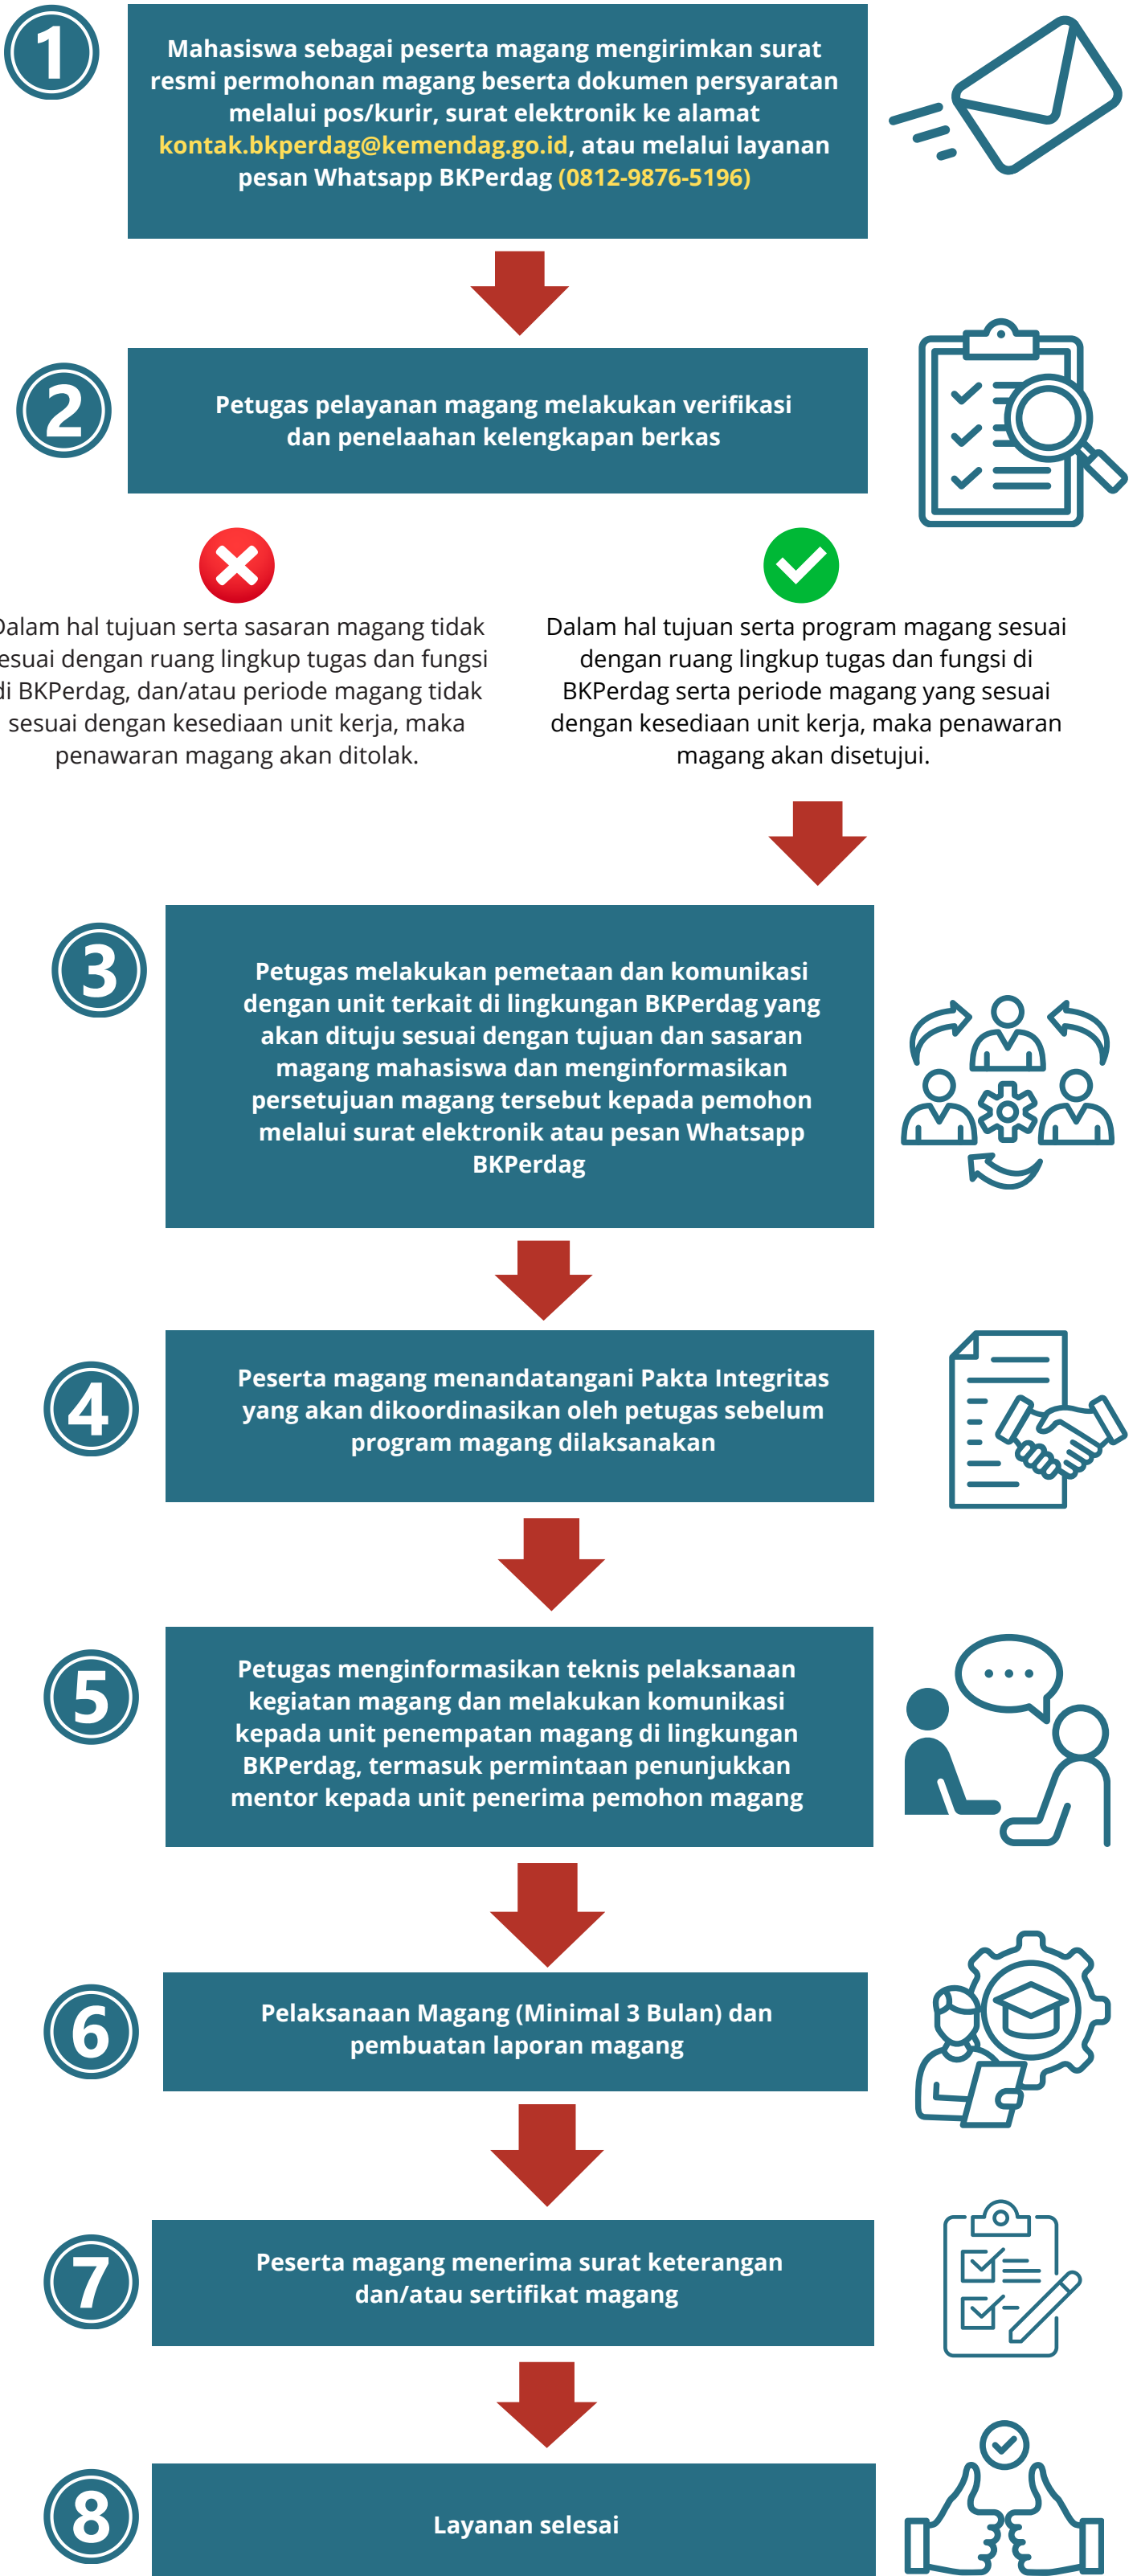 1
Mahasiswa sebagai peserta magang mengirimkan surat
resmi permohonan magang beserta dokumen persyaratan
melalui pos/kurir, surat elektronik ke alamat
kontak.bkperdag@kemendag.go.id, atau melalui layanan
pesan Whatsapp BKPerdag (0812-9876-5196)
2
Petugas pelayanan magang melakukan verifikasi
dan penelaahan kelengkapan berkas
Dalam hal tujuan serta sasaran magang tidak
esuai dengan ruang lingkup tugas dan fungsi
di BKPerdag, dan/atau periode magang tidak
sesuai dengan kesediaan unit kerja, maka
penawaran magang akan ditolak.
Dalam hal tujuan serta program magang sesuai
dengan ruang lingkup tugas dan fungsi di
BKPerdag serta periode magang yang sesuai
dengan kesediaan unit kerja, maka penawaran
magang akan disetujui.
3
Petugas melakukan pemetaan dan komunikasi
dengan unit terkait di lingkungan BKPerdag yang
akan dituju sesuai dengan tujuan dan sasaran
magang mahasiswa dan menginformasikan
persetujuan magang tersebut kepada pemohon
melalui surat elektronik atau pesan Whatsapp
BKPerdag
4
Peserta magang menandatangani Pakta Integritas
yang akan dikoordinasikan oleh petugas sebelum
program magang dilaksanakan
5
Petugas menginformasikan teknis pelaksanaan
kegiatan magang dan melakukan komunikasi
kepada unit penempatan magang di lingkungan
BKPerdag, termasuk permintaan penunjukkan
mentor kepada unit penerima pemohon magang
6
Pelaksanaan Magang (Minimal 3 Bulan) dan
pembuatan laporan magang
7
Peserta magang menerima surat keterangan
dan/atau sertifikat magang
8
Layanan selesai